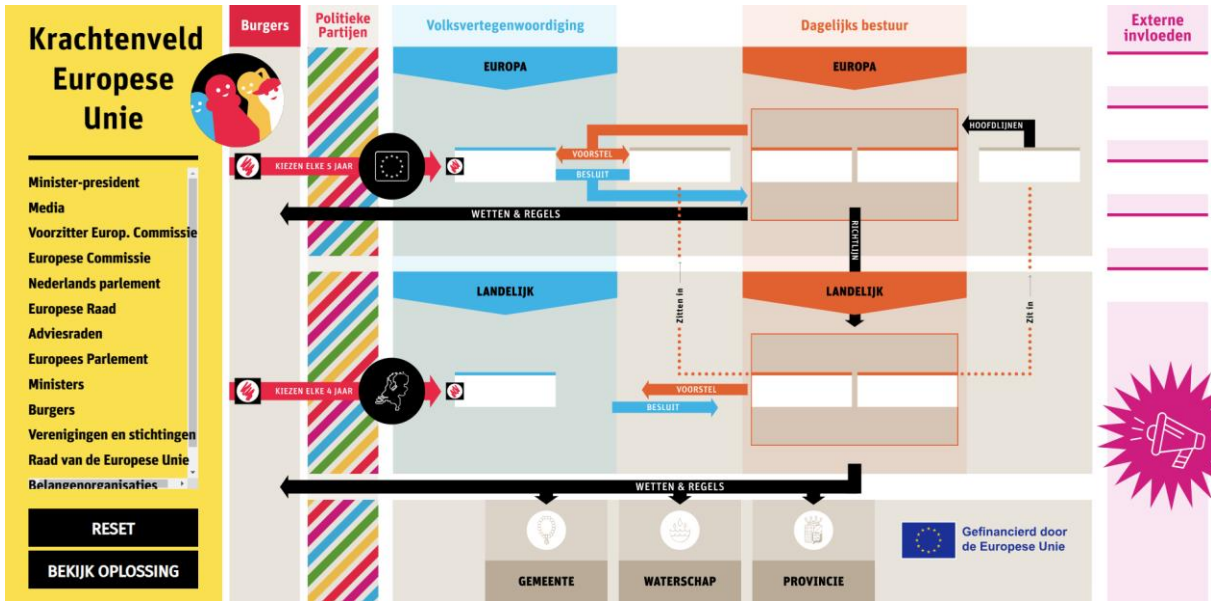 Krachtenveld
Europese
Unie
Minister-president
Media
Voorzitter Europ. Commissie
Europese Commissie
Nederlands parlement
Europese Raad
Adviesraden
Europees Parlement
Ministers
Burgers
Verenigingen en stichtingen
Raad van de Europese Unie
Belangenorganisaties
RESET
BEKIJK OPLOSSING
Burgers
Politieke
Partijen
Volksvertegenwoordiging
Dagelijks bestuur
Externe
invloeden
EUROPA
EUROPA
HOOFDLIJNEN
VOORSTEL
KIEZEN ELKE 5 JAAR
BESLUIT
WETTEN & REGELS
RICHTLIJN
LANDELIJK
LANDELIJK
Zitten in
Zit in
KIEZEN ELKE 4 JAAR
VOORSTEL
BESLUIT
WETTEN & REGELS
GEMEENTE
WATERSCHAP
PROVINCIE
Gefinancierd door
de Europese Unie